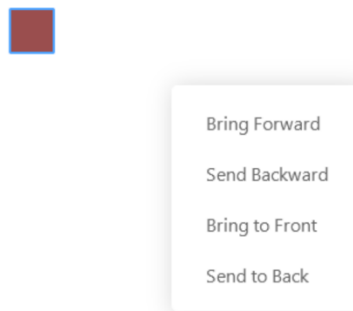 Bring Forward
Send Backward
Bring to Front
Send to Back